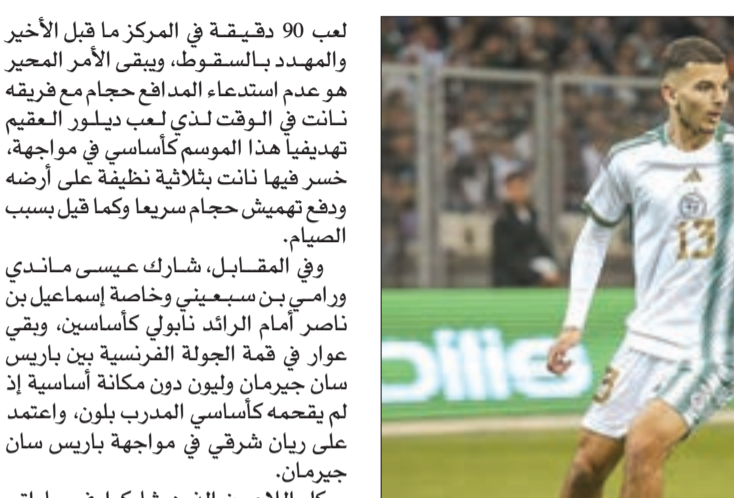 لعب 90 دقيقة في المركز ما قبل الأخير
والمهدد بالسقوط، ويبقى الأمر المحير
هو عدم استدعاء المدافع حجام مع فريقه
نانت في الوقت لذي لعب ديلور العقيم
تهديفيا هذا الموسم كأساسي في مواجهة،
خسر فيها نانت بثلاثية نظيفة على أرضه
ودفع تهميش حجام سريعا وكما قيل بسبب
الصيام.
وفي المقابل، شارك عيسى ماندي
ورامي بن سبعيني وخاصة إسماعيل بن
ناصر أمام الرائد نابولي كأساسين، وبقي
عوار في قمة الجولة الفرنسية بين باريس
سان جيرمان وليون دون مكانة أساسية إذ
لم يقحمه كأساسي المدرب بلون، واعتمد
على ريان شرقي في مواجهة باريس سان
جيرمان.
13
3